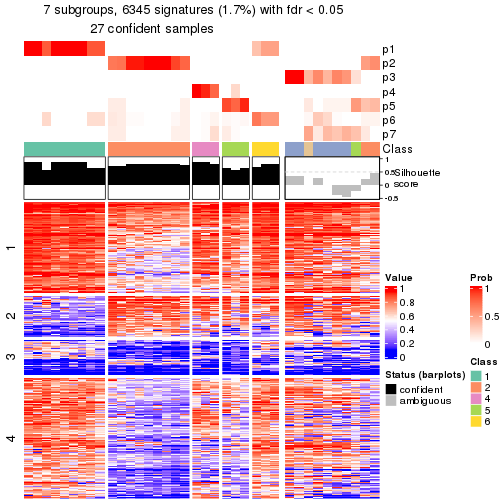 7 subgroups, 6345 signatures (1.7%) with fdr < 0.05
27 confident samples
p1
p2
p3
p4
p5
p6
p7
Class
1
0.5
0
-0.5
Silhouette
score
1
2
3
4
Value
1
0.8
0.6
0.4
0.2
0
Prob
1
0.5
0
Status (barplots)
confident
ambiguous
Class
1
2
4
5
6